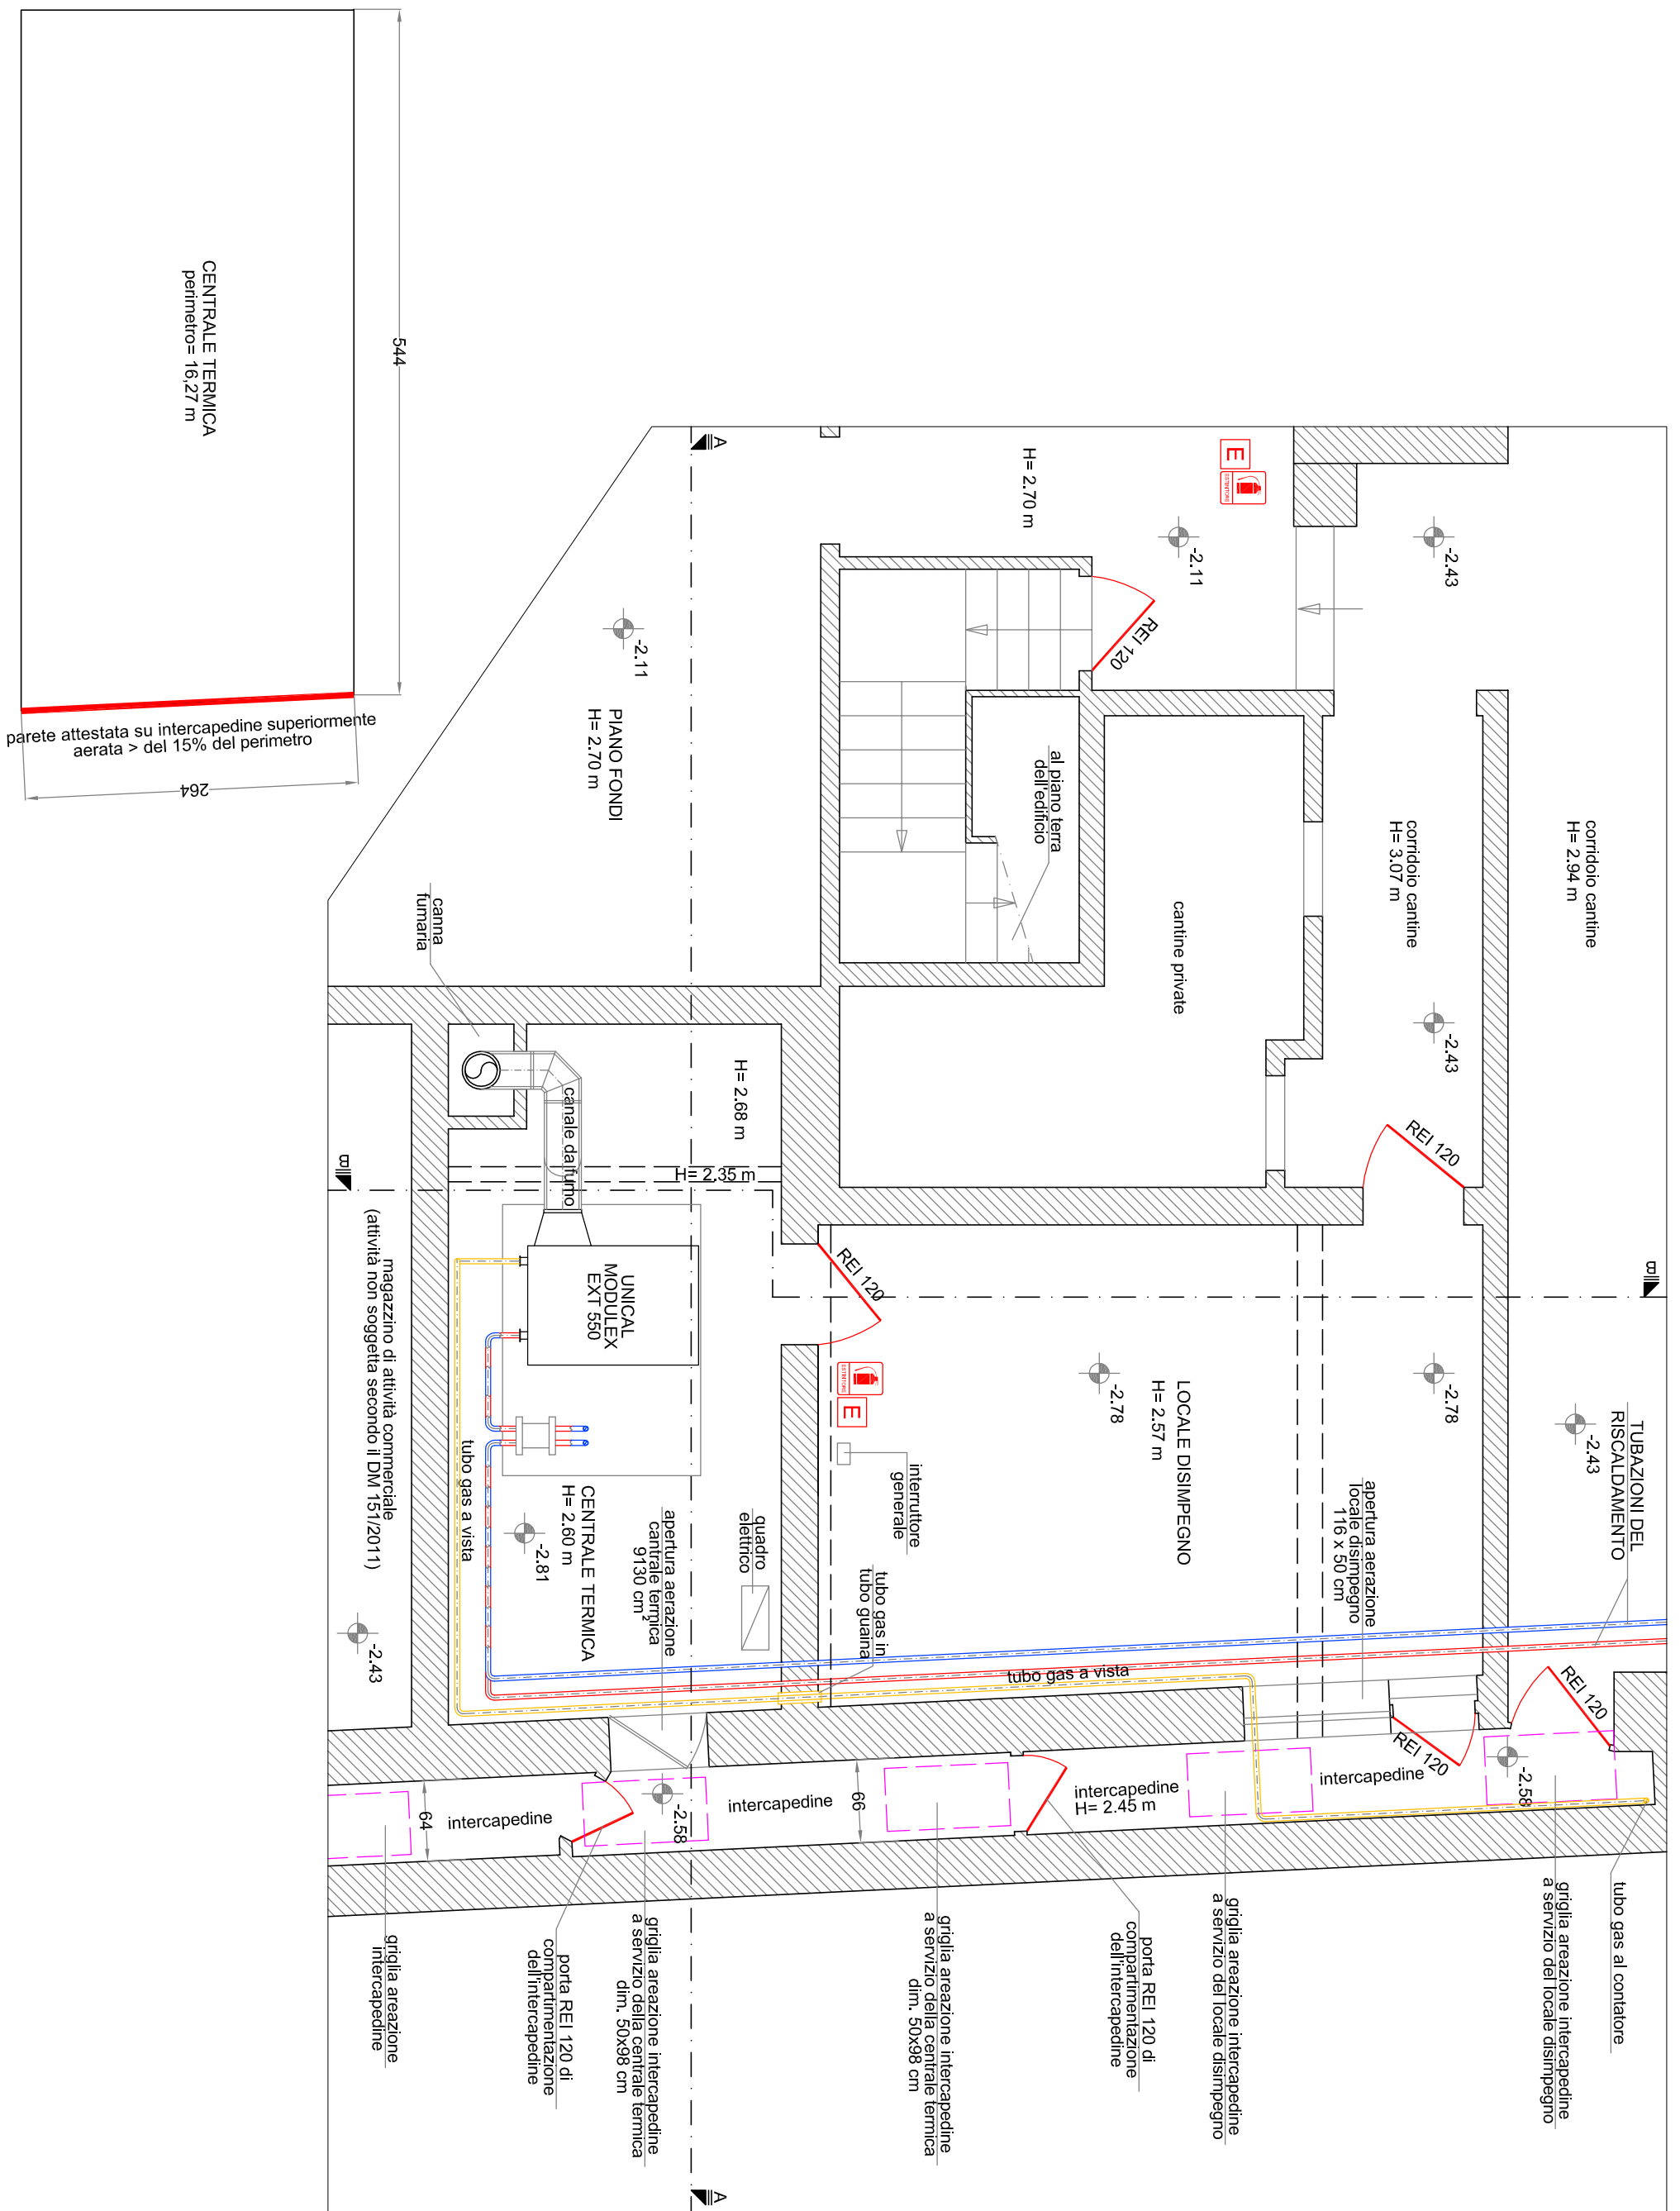 corridoio cantine
H= 2.94 m
TUBAZIONI DEL
RISCALDAMENTO
-2.43
B
tubo gas al contatore
griglia areazione intercapedine
a servizio del locale disimpegno
-2.43
corridoio cantine
H= 3.07 m
-2.43
REI 120
-2.78
apertura aerazione
locale disimpegno
116 x 50 cm
REI 120
REI 120
-2.58
intercapedine
E
ESTINTORE
-2.11
H= 2.70 m
REI 120
cantine private
al piano terra
dell'edificio
LOCALE DISIMPEGNO
H= 2.57 m
-2.78
tubo gas a vista
intercapedine
H= 2.45 m
griglia areazione intercapedine
a servizio del locale disimpegno
porta REI 120 di
compartimentazione
dell'intercapedine
REI 120
ESTINTORE
E
interruttore
generale
tubo gas in
tubo guaina
griglia areazione intercapedine
a servizio della centrale termica
dim. 50x98 cm
66
intercapedine
A
A
H= 2.68 m
H= 2.35 m
quadro
elettrico
apertura aerazione
cantrale termica
9130 cm²
-2.58
griglia areazione intercapedine
a servizio della centrale termica
dim. 50x98 cm
-2.11
PIANO FONDI
H= 2.70 m
canale da fumo
UNICAL
MODULEX
EXT 550
CENTRALE TERMICA
H= 2.60 m
-2.81
porta REI 120 di
compartimentazione
dell'intercapedine
canna
fumaria
tubo gas a vista
intercapedine
64
griglia areazione
intercapedine
B
magazzino di attività commerciale
(attività non soggetta secondo il DM 151/2011)
-2.43
544
CENTRALE TERMICA
perimetro= 16,27 m
parete attestata su intercapedine superiormente
aerata > del 15% del perimetro
264